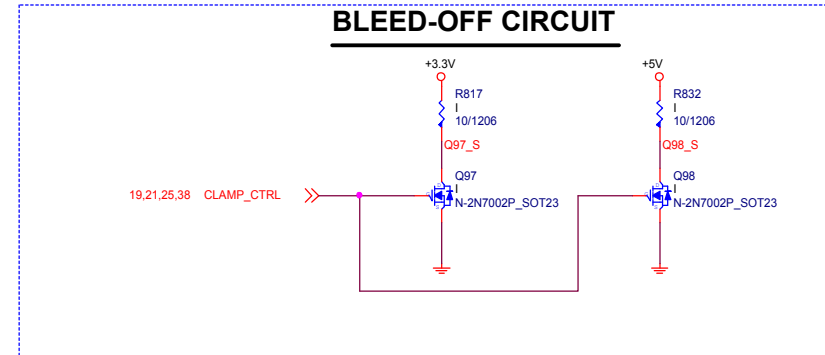 BLEED-OFF CIRCUIT
+3.3V
+5V
R817
I
10/1206
R832
I
10/1206
Q97_S
Q98_S
Q97
I
N-2N7002P_SOT23
Q98
I
N-2N7002P_SOT23
19,21,25,38 CLAMP_CTRL